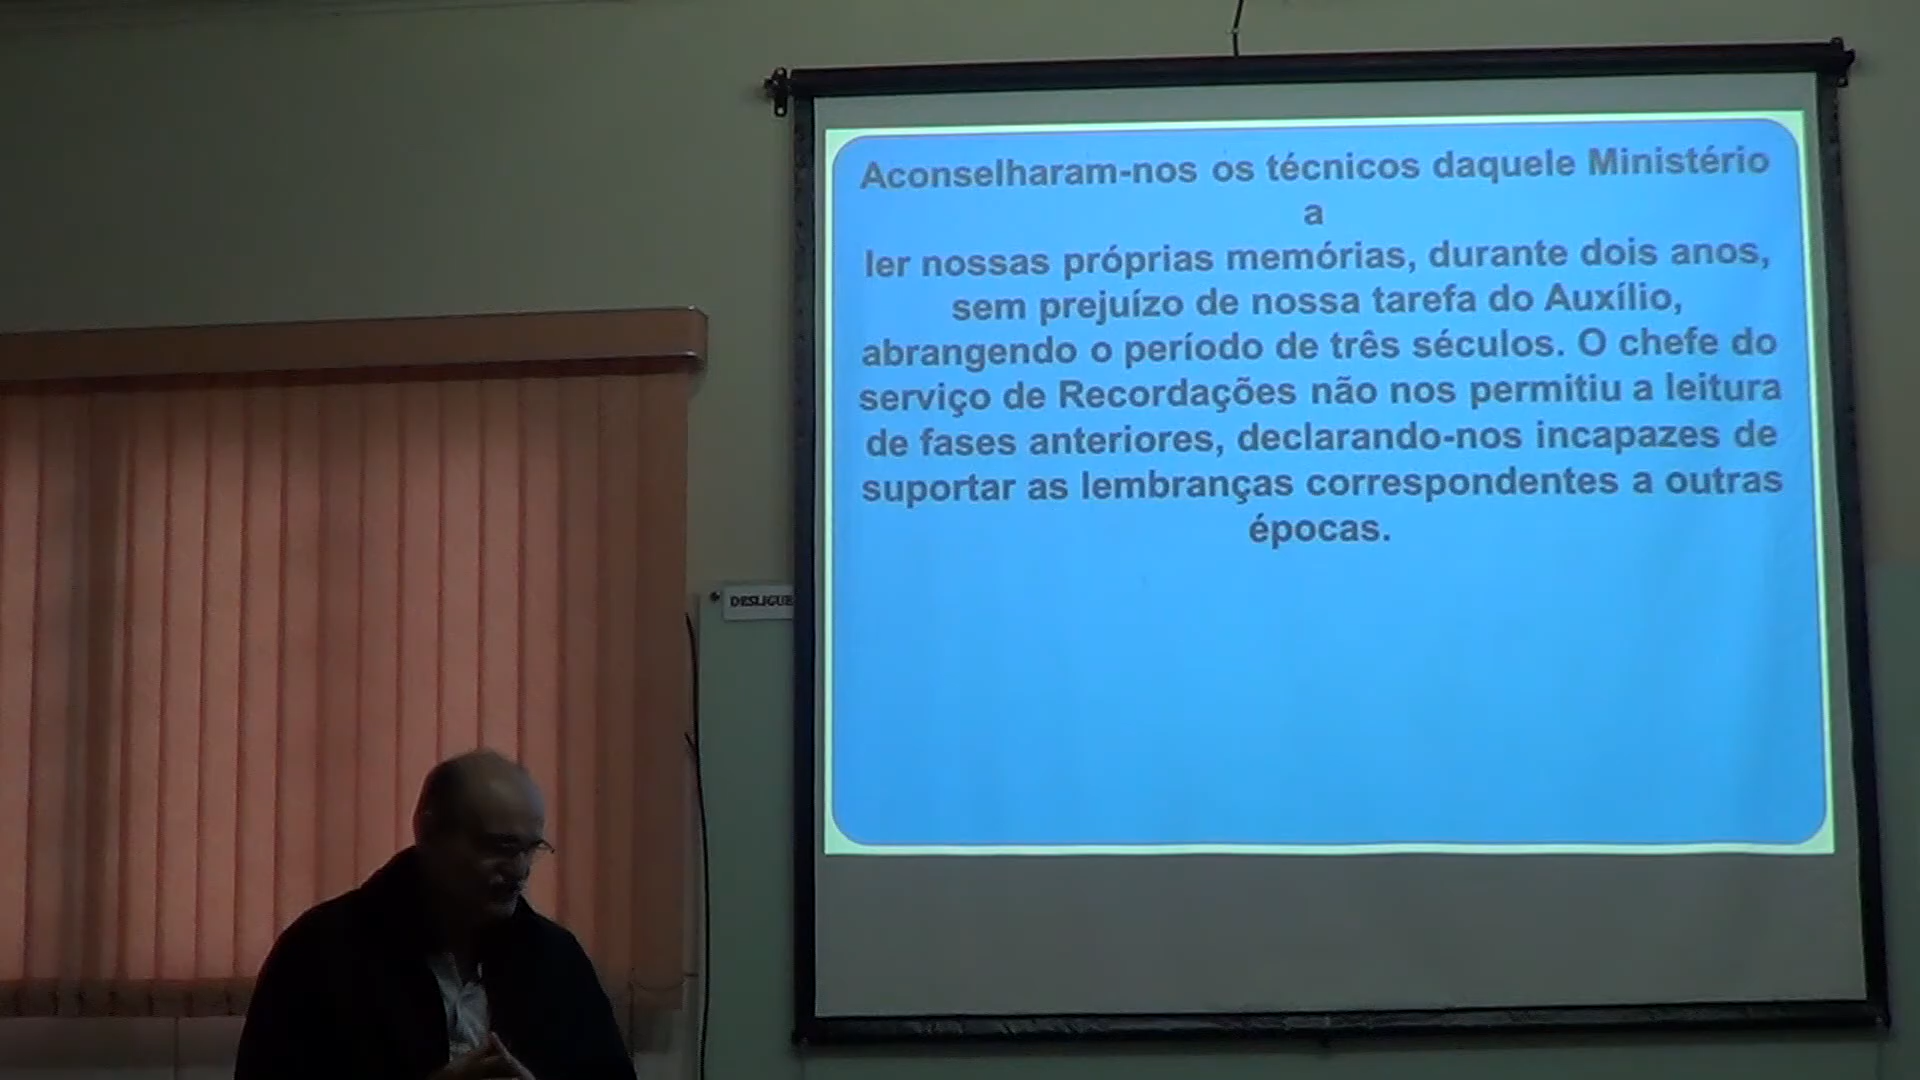 Aconselharam-nos os técnicos daquele Ministério
a
ler nossas próprias memórias, durante dois anos,
sem prejuízo de nossa tarefa do Auxílio,
abrangendo o período de três séculos. O chefe do
serviço de Recordações não nos permitiu a leitura
de fases anteriores, declarando-nos incapazes de
suportar as lembranças correspondentes a outras
épocas.
DESLIGUE